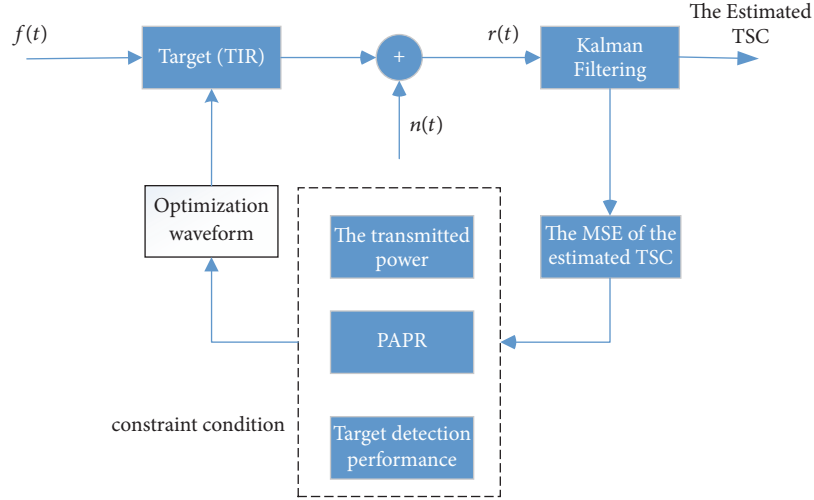 The Estimated
TSC
f(t)
Target (TIR)
+
r(t)
Kalman
Filtering
n(t)
Optimization
waveform
The transmitted
power
The MSE of the
estimated TSC
PAPR
constraint condition
Target detection
performance